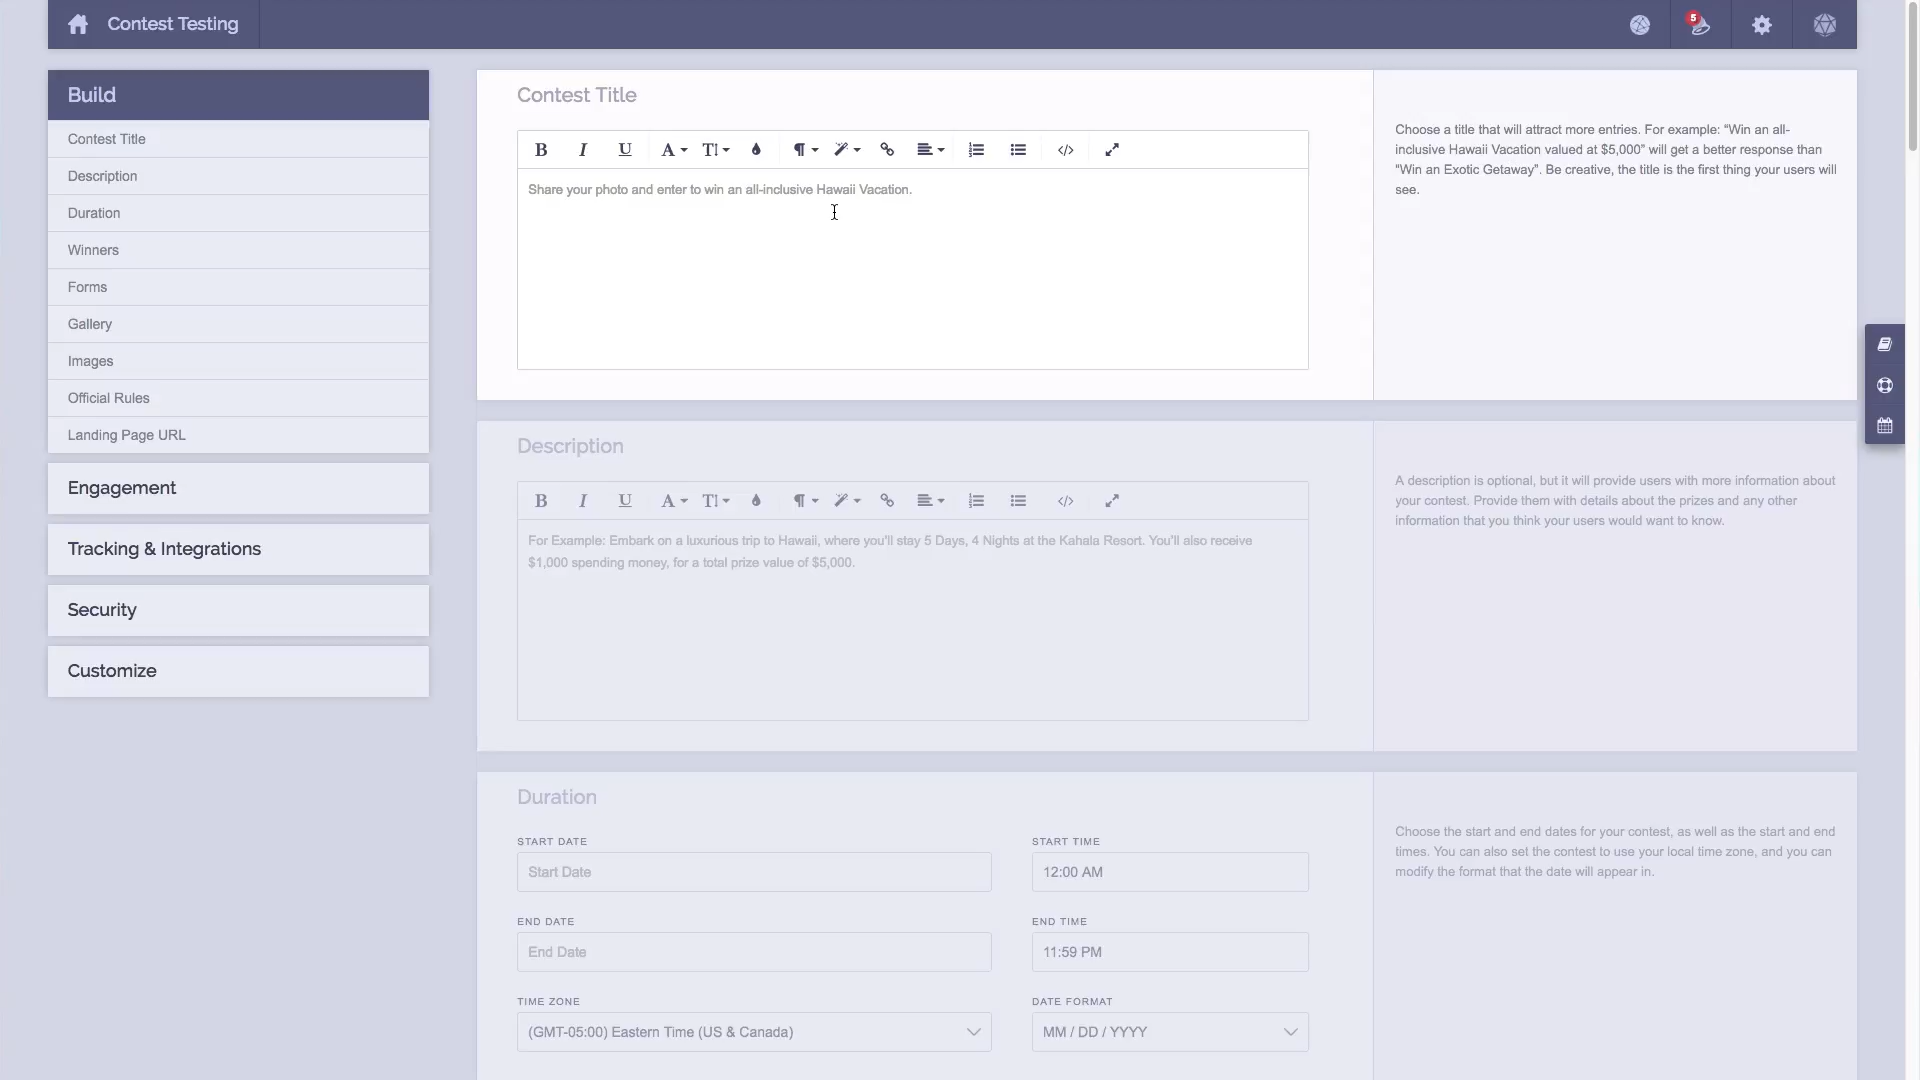 Contest Testing
5
Build
Contest Title
Description
Duration
Winners
Forms
Gallery
Images
Official Rules
Landing Page URL
Engagement
Tracking & Integrations
Security
Customize
Contest Title
Share your photo and enter to win an all-inclusive Hawaii Vacation.
Choose a title that will attract more entries. For example: “Win an all-
inclusive Hawaii Vacation valued at $5,000” will get a better response than
“Win an Exotic Getaway”. Be creative, the title is the first thing your users will
see.
Description
For Example: Embark on a luxurious trip to Hawaii, where you'll stay 5 Days, 4 Nights at the Kahala Resort. You'll also receive
$1,000 spending money, for a total prize value of $5,000.
A description is optional, but it will provide users with more information about
your contest. Provide them with details about the prizes and any other
information that you think your users would want to know.
Duration
START DATE
Start Date
START TIME
12:00 AM
END DATE
End Date
END TIME
11:59 PM
TIME ZONE
(GMT-05:00) Eastern Time (US & Canada)
DATE FORMAT
MM / DD / YYYY
Choose the start and end dates for your contest, as well as the start and end
times. You can also set the contest to use your local time zone, and you can
modify the format that the date will appear in.